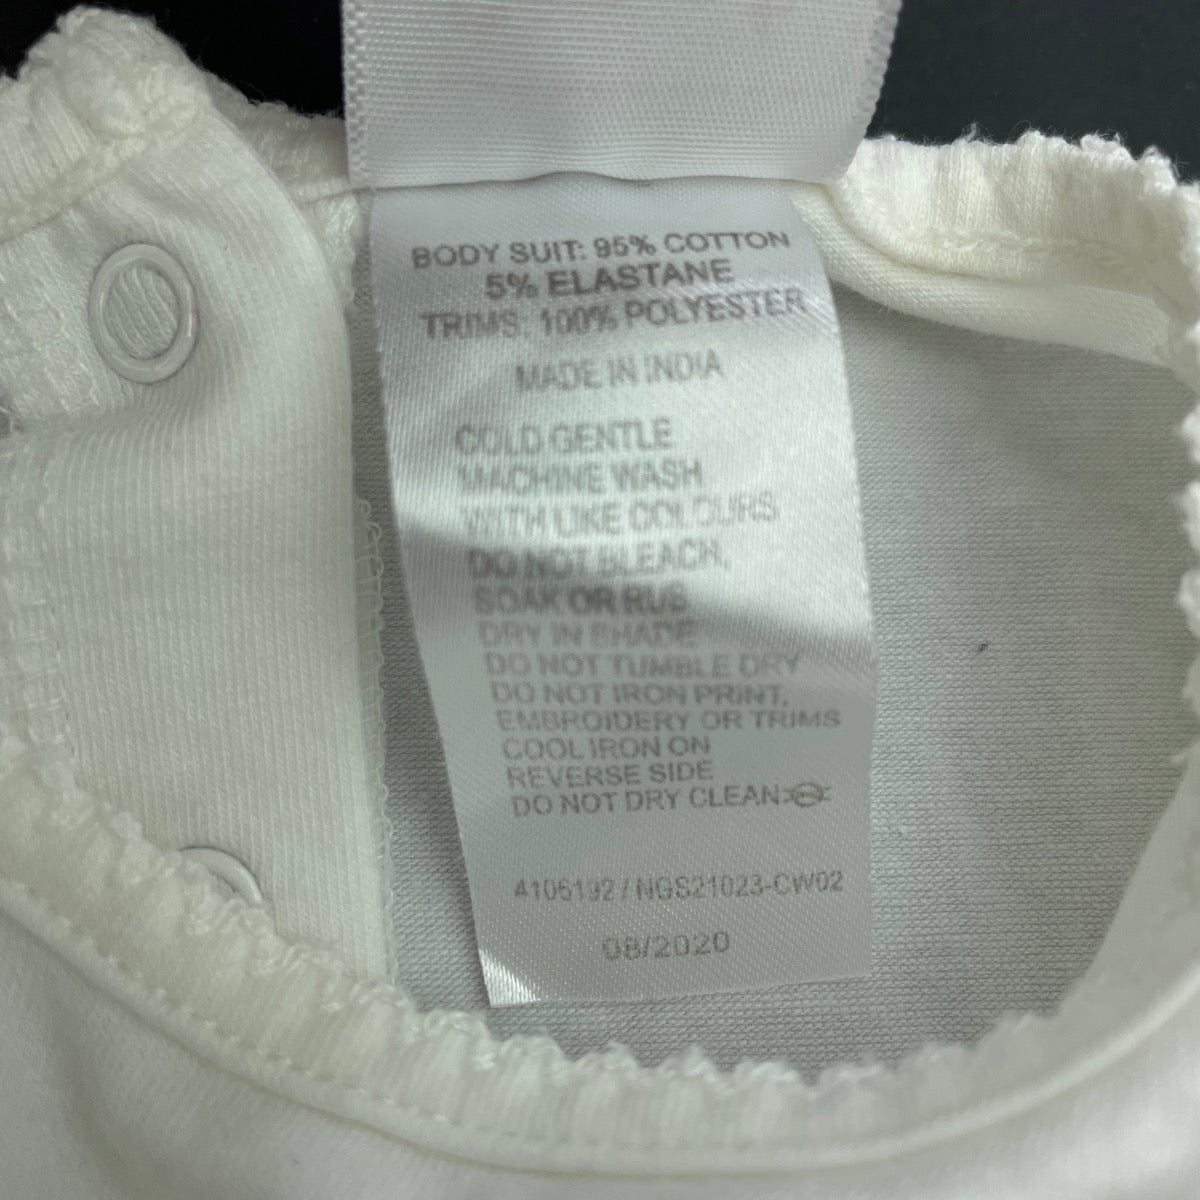 BODY SUIT: 95% COTTON
5% ELASTANE
TRIMS: 100% POLYESTER
MADE IN INDIA
COLD GENTLE
MACHINE WASH
WITH LIKE COLOURS
DO NOT BLEACH,
SOAK OR RUB
DRY IN SHADE
DO NOT TUMBLE DRY
DO NOT IRON PRINT,
EMBROIDERY OR TRIMS
COOL IRON ON
REVERSE SIDE
DO NOT DRY CLEAN
4106192 / NGS21023-CW02
08/2020